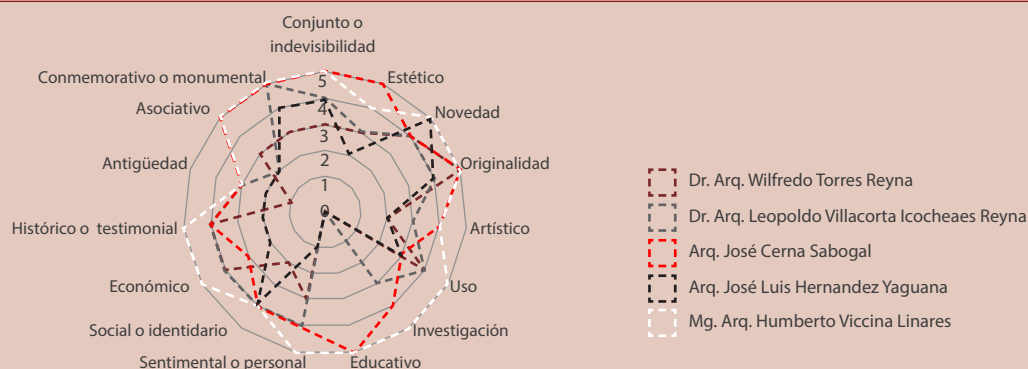 Conjunto o
indevisibilidad
Estético
Novedad
Originalidad
Artístico
Uso
Investigación
Educativo
Sentimental o personal
Social o identidario
Económico
Histórico o testimonial
Antigüedad
Asociativo
Conmemorativo o monumental
5
4
3
2
1
0
Dr. Arq. Wilfredo Torres Reyna
Dr. Arq. Leopoldo Villacorta Icocheaes Reyna
Arq. José Cerna Sabogal
Arq. José Luis Hernandez Yaguana
Mg. Arq. Humberto Viccina Linares